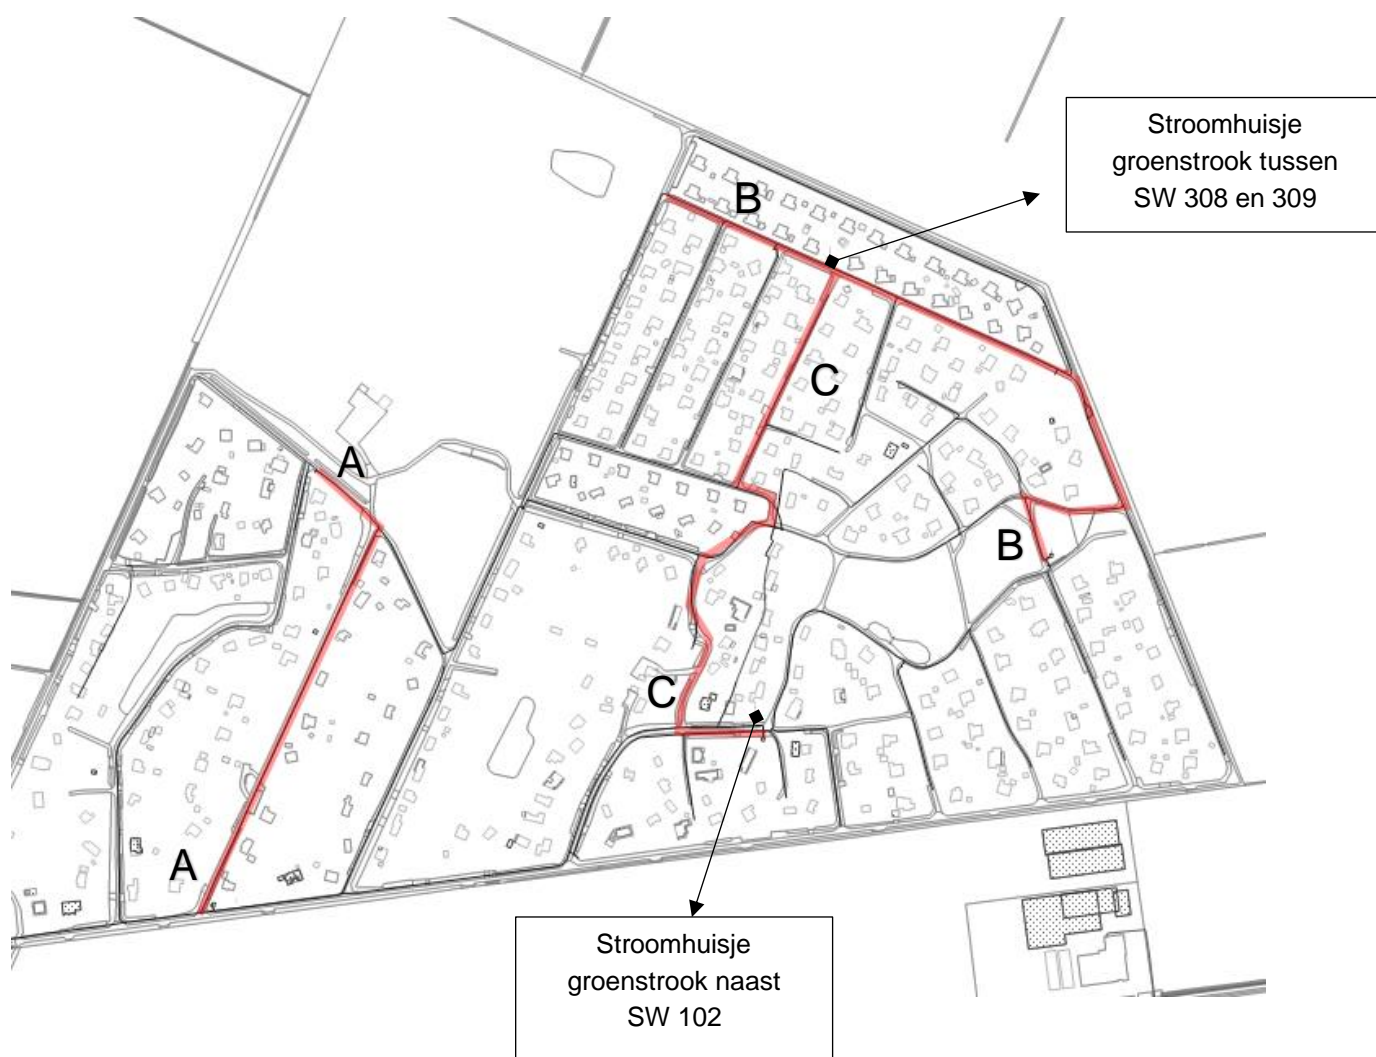 Stroomhuisje
groenstrook tussen
SW 308 en 309
B
C
A
B
C
A
Stroomhuisje
groenstrook naast
SW 102